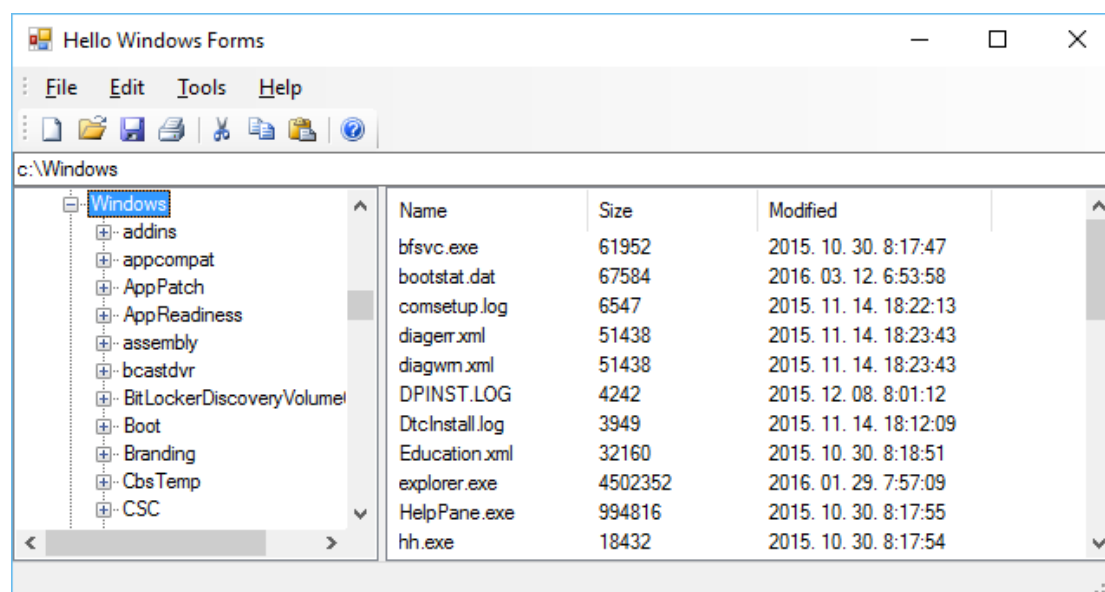 Hello Windows Forms
File Edit Tools Help
c:\Windows
Windows
addins
appcompat
AppPatch
AppReadiness
assembly
bcastdvr
BitLockerDiscoveryVolume
Boot
Branding
CbsTemp
CSC
Name Size Modified
bfsvc.exe 61952 2015. 10. 30. 8:17:47
bootstat.dat 67584 2016. 03. 12. 6:53:58
comsetup.log 6547 2015. 11. 14. 18:22:13
diagerr.xml 51438 2015. 11. 14. 18:23:43
diagwrn.xml 51438 2015. 11. 14. 18:23:43
DPINST.LOG 4242 2015. 12. 08. 8:01:12
DtcInstall.log 3949 2015. 11. 14. 18:12:09
Education.xml 32160 2015. 10. 30. 8:18:51
explorer.exe 4502352 2016. 01. 29. 7:57:09
HelpPane.exe 994816 2015. 10. 30. 8:17:55
hh.exe 18432 2015. 10. 30. 8:17:54